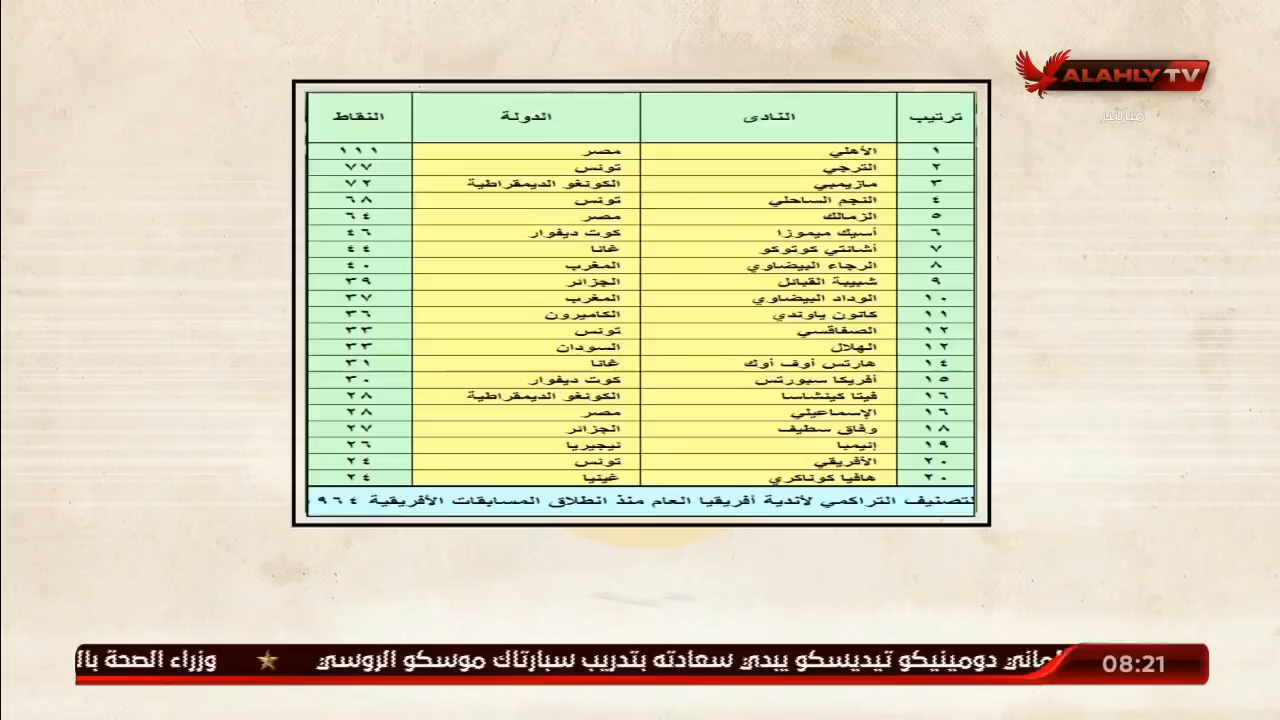 ALAHLY TV
مباشر
ترتيب النادى الدولة النقاط
١ الأهلي مصر ١١١
٢ الترجي تونس ٧٧
٣ مازيمبي الكونغو الديمقراطية ٧٢
٤ النجم الساحلي تونس ٦٨
٥ الزمالك مصر ٦٤
٦ أسيك ميموزا كوت ديفوار ٤٦
٧ أشانتي كوتوكو غانا ٤٤
٨ الرجاء البيضاوي المغرب ٤٠
٩ شبيبة القبائل الجزائر ٣٩
١٠ الوداد البيضاوي المغرب ٣٧
١١ كانون ياوندي الكاميرون ٣٦
١٢ الصفاقسي تونس ٣٣
١٢ الهلال السودان ٣٣
١٤ هارتس أوف أوك غانا ٣١
١٥ أفريكا سبورتس كوت ديفوار ٣٠
١٦ فيتا كينشاسا الكونغو الديمقراطية ٢٨
١٦ الإسماعيلي مصر ٢٨
١٨ وفاق سطيف الجزائر ٢٧
١٩ إنيمبا نيجيريا ٢٦
٢٠ الأفريقي تونس ٢٤
٢٠ هافيا كوناكري غينيا ٢٤
لتصنيف التراكمي لأندية أفريقيا العام منذ انطلاق المسابقات الأفريقية ٩٦٤
08:21 لماني دومينيكو تيديسكو يبدي سعادته بتدريب سبارتاك موسكو الروسي ★ وزراء الصحة بال